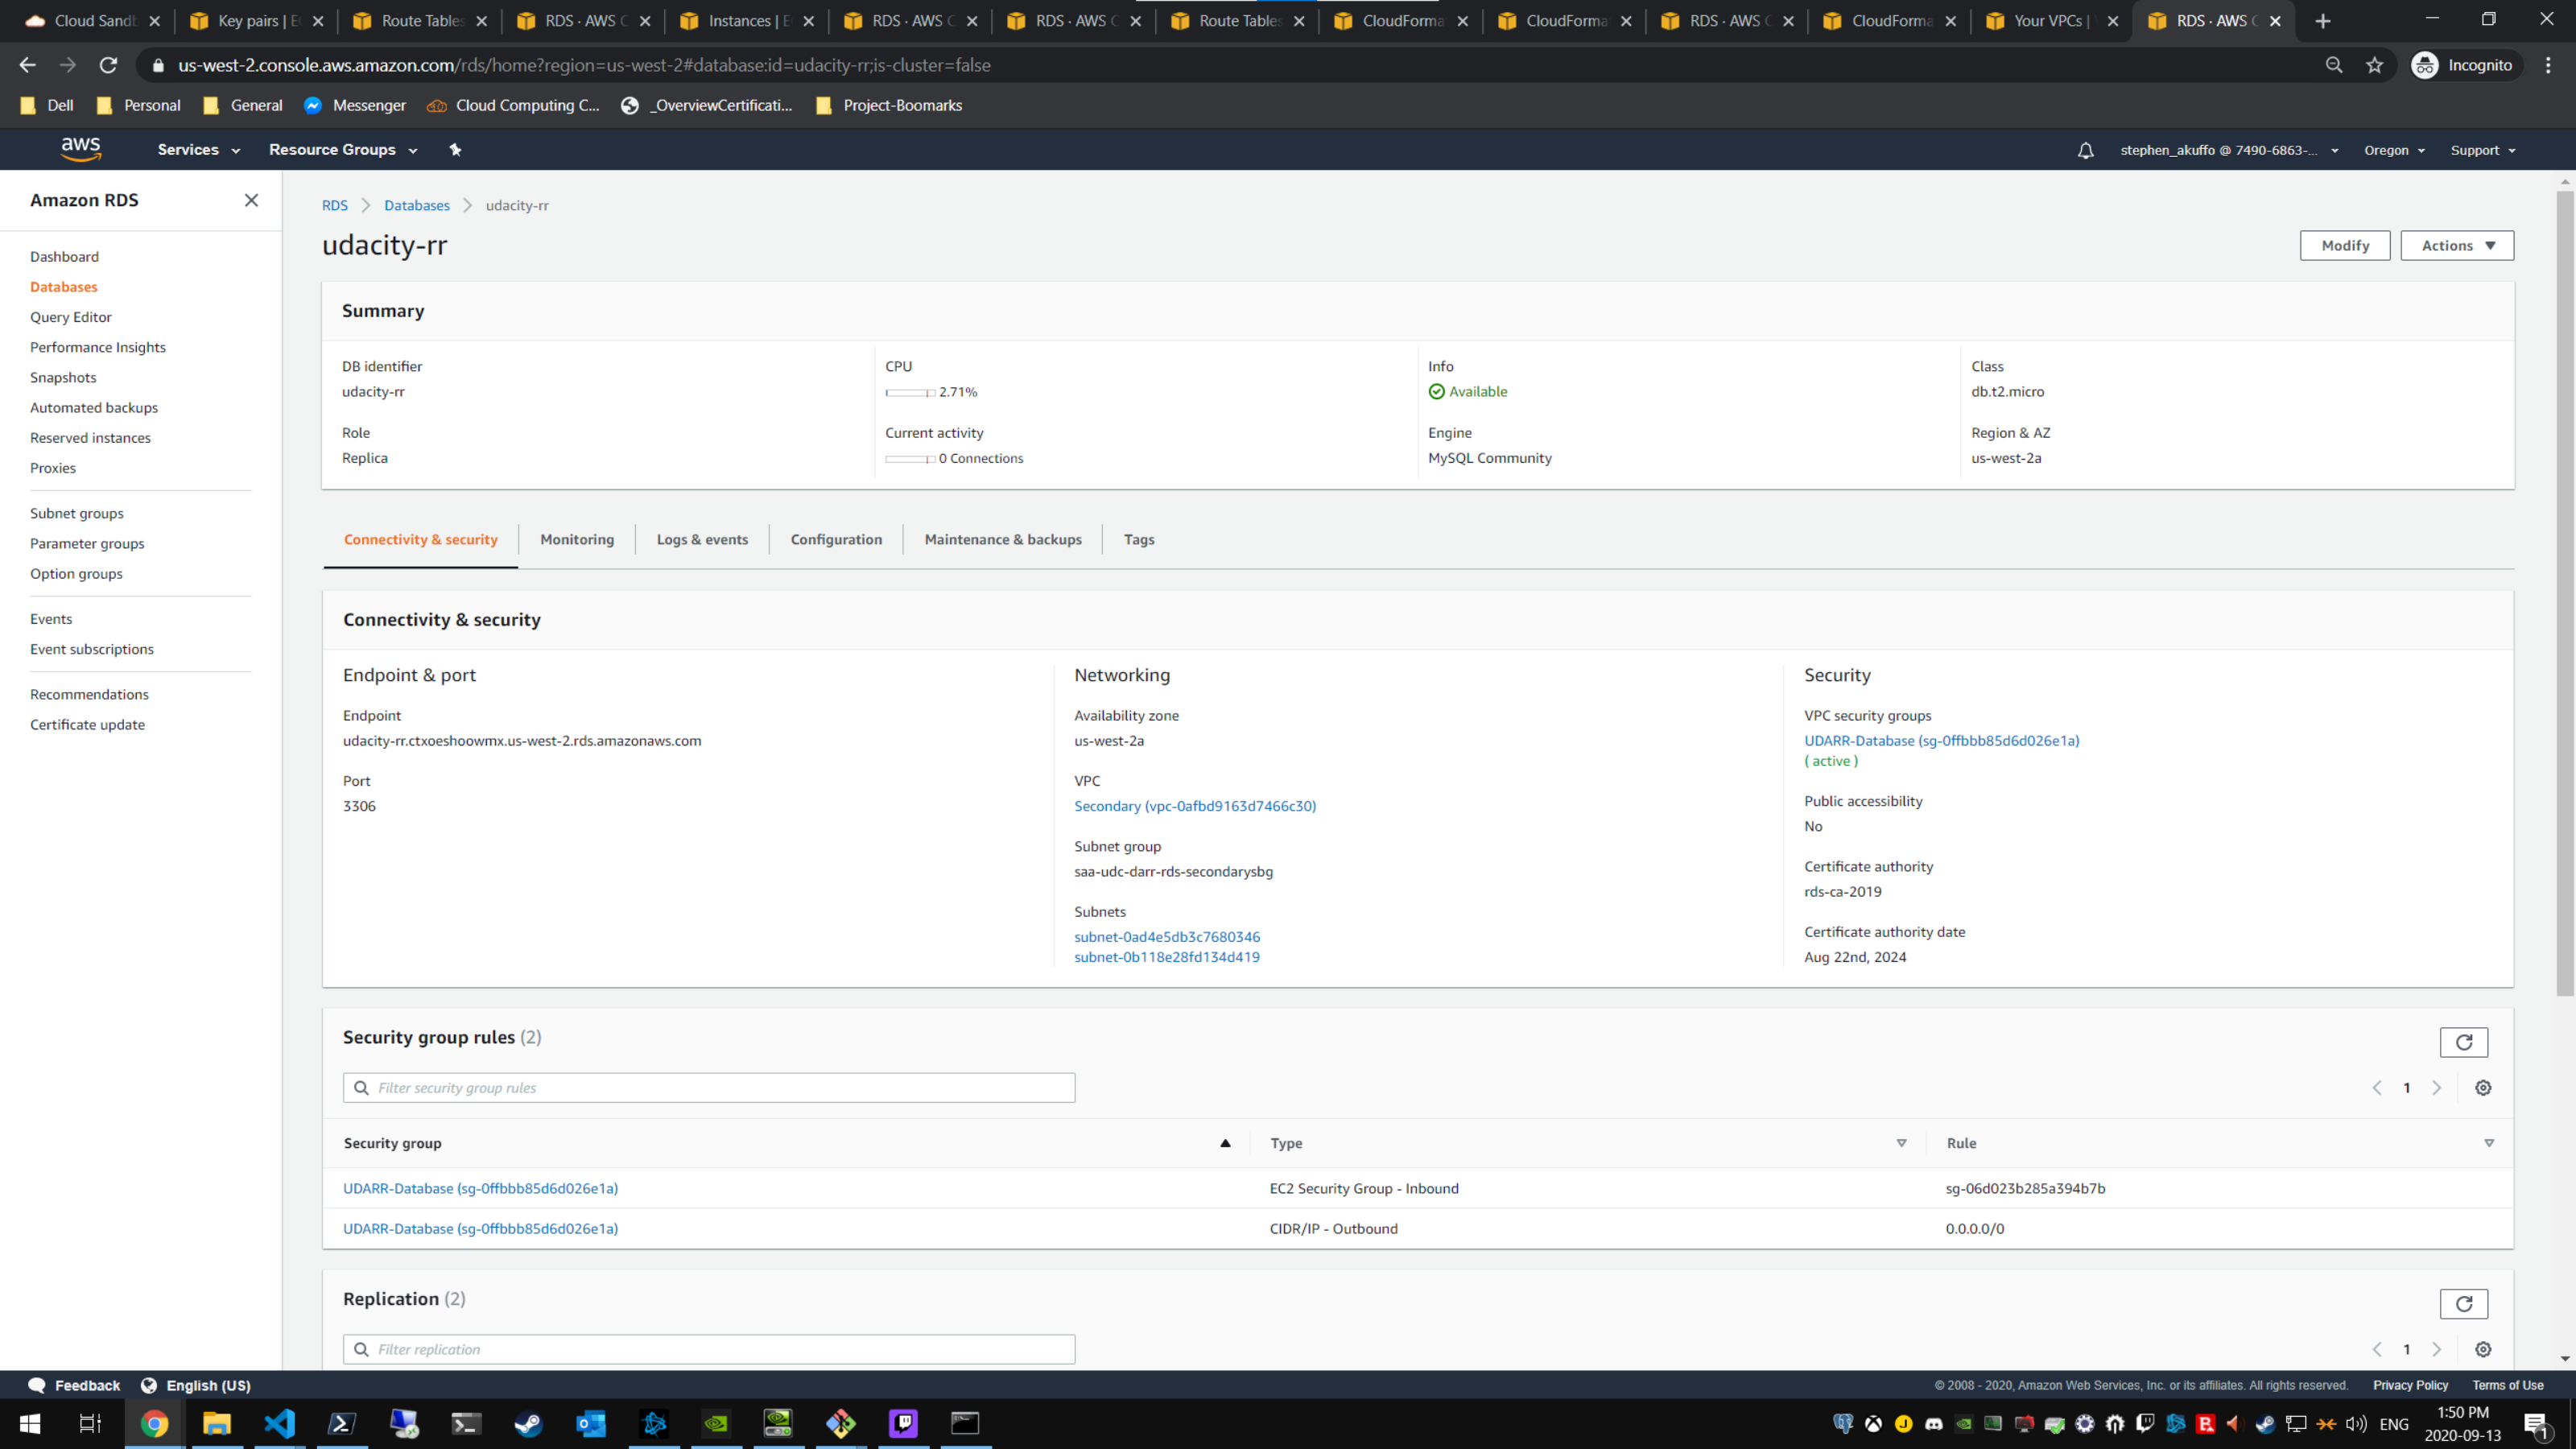 Cloud Sandb
Key pairs | E
Route Tables
RDS · AWS C
Instances | E
RDS · AWS C
RDS · AWS C
Route Tables
CloudForma
CloudForma
RDS · AWS C
CloudForma
Your VPCs |
RDS · AWS C
us-west-2.console.aws.amazon.com/rds/home?region=us-west-2#database:id=udacity-rr;is-cluster=false
Incognito
Dell
Personal
General
Messenger
Cloud Computing C...
_OverviewCertificati...
Project-Boomarks
aws
Services
Resource Groups
stephen_akuffo @ 7490-6863-...
Oregon
Support
Amazon RDS
Dashboard
Databases
Query Editor
Performance Insights
Snapshots
Automated backups
Reserved instances
Proxies
Subnet groups
Parameter groups
Option groups
Events
Event subscriptions
Recommendations
Certificate update
RDS
Databases
udacity-rr
udacity-rr
Modify
Actions
Summary
DB identifier
udacity-rr
CPU
2.71%
Info
Available
Class
db.t2.micro
Role
Replica
Current activity
0 Connections
Engine
MySQL Community
Region & AZ
us-west-2a
Connectivity & security
Monitoring
Logs & events
Configuration
Maintenance & backups
Tags
Connectivity & security
Endpoint & port
Endpoint
udacity-rr.ctxoeshoowmx.us-west-2.rds.amazonaws.com
Port
3306
Networking
Availability zone
us-west-2a
VPC
Secondary (vpc-0afbd9163d7466c30)
Subnet group
saa-udc-darr-rds-secondarysbg
Subnets
subnet-0ad4e5db3c7680346
subnet-0b118e28fd134d419
Security
VPC security groups
UDARR-Database (sg-0ffbbb85d6d026e1a)
( active )
Public accessibility
No
Certificate authority
rds-ca-2019
Certificate authority date
Aug 22nd, 2024
Security group rules (2)
Filter security group rules
1
Security group
Type
Rule
UDARR-Database (sg-0ffbbb85d6d026e1a)
EC2 Security Group - Inbound
sg-06d023b285a394b7b
UDARR-Database (sg-0ffbbb85d6d026e1a)
CIDR/IP - Outbound
0.0.0.0/0
Replication (2)
Filter replication
1
Feedback
English (US)
© 2008 - 2020, Amazon Web Services, Inc. or its affiliates. All rights reserved.
Privacy Policy
Terms of Use
ENG
1:50 PM
2020-09-13
1